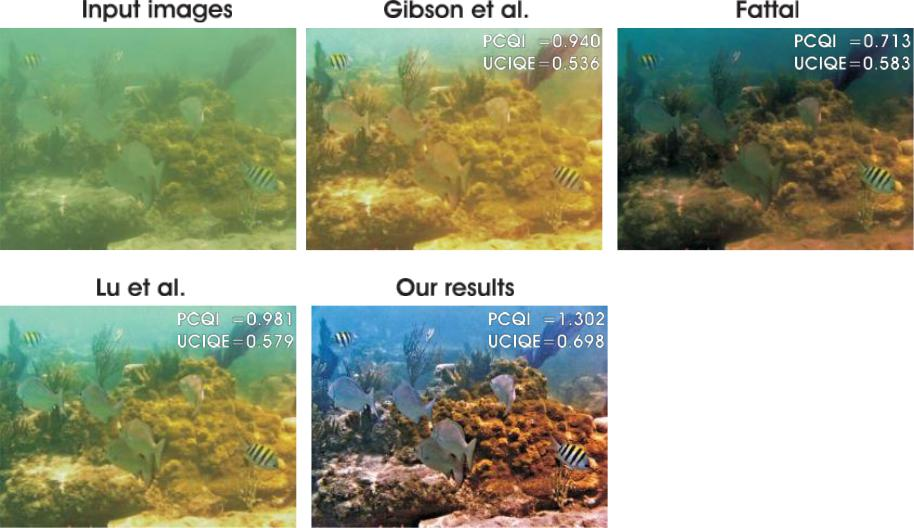 Input images
Gibson et al.
Fattal
PCQI =0.940
UCIQE=0.536
PCQI =0.713
UCIQE=0.583
Lu et al.
Our results
PCQI =0.981
UCIQE=0.579
PCQI =1.302
UCIQE=0.698